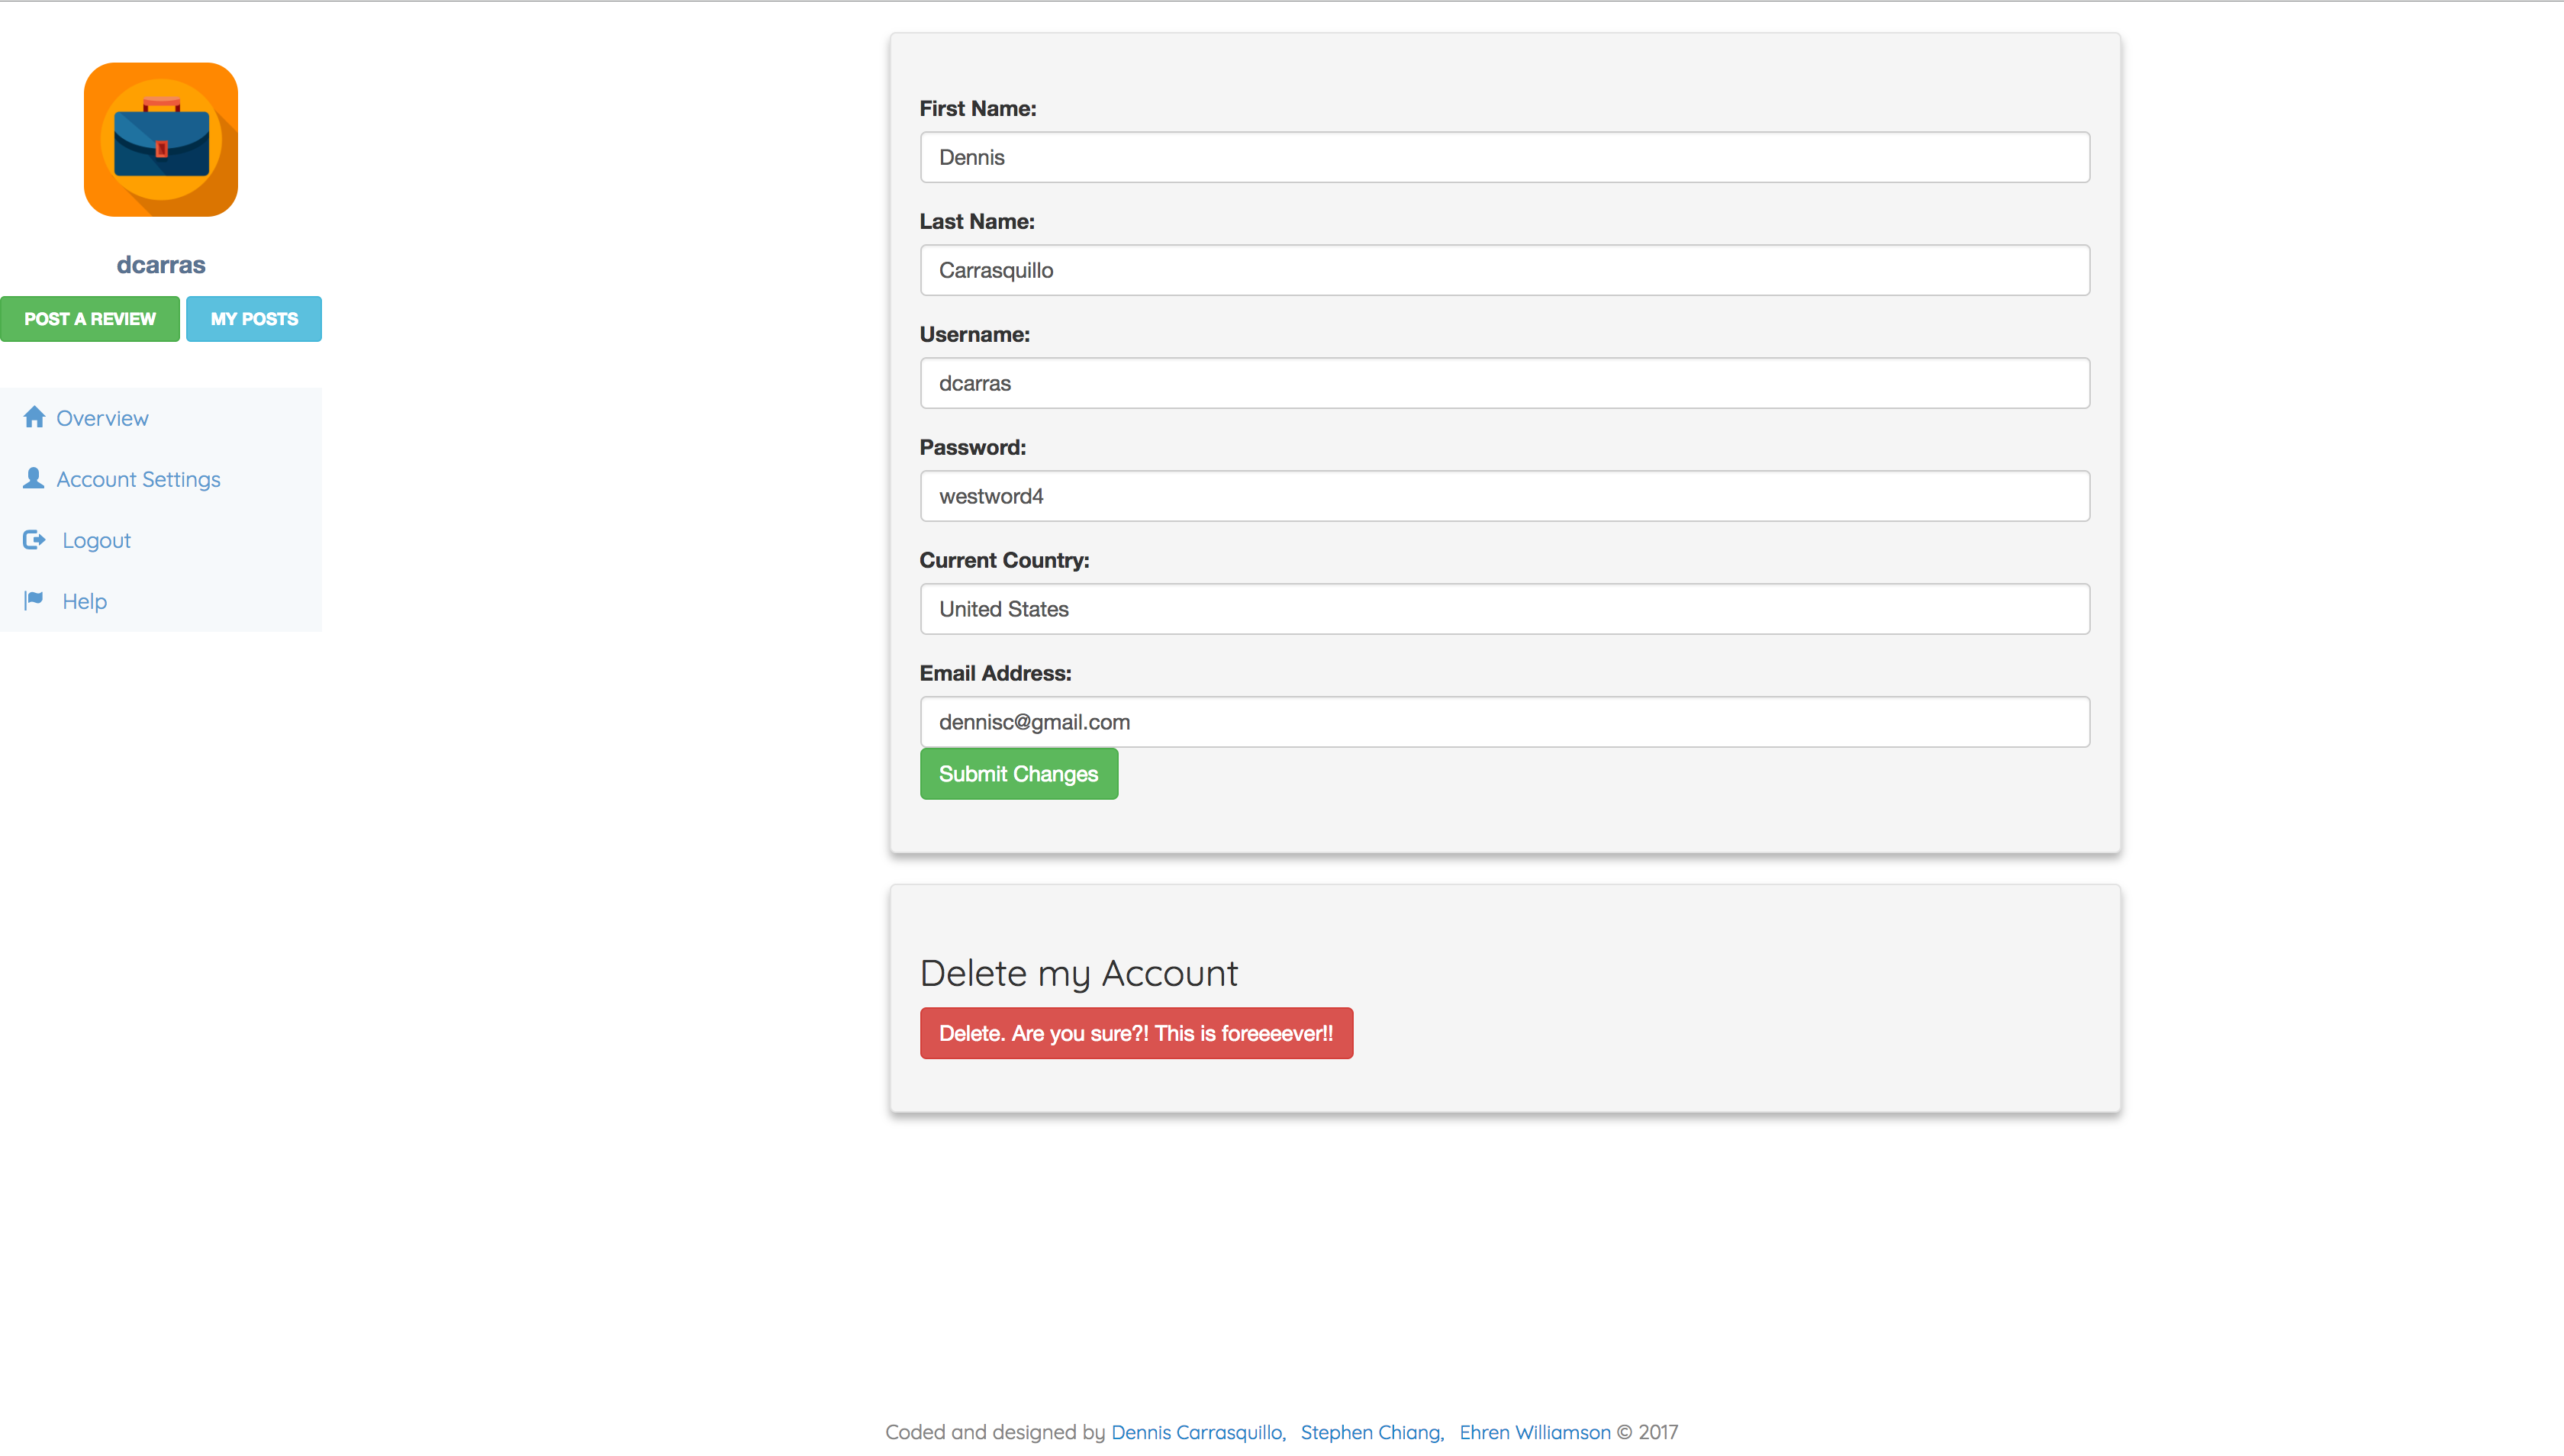 dcarras
POST A REVIEW MY POSTS
Overview
Account Settings
Logout
Help
First Name:
Dennis
Last Name:
Carrasquillo
Username:
dcarras
Password:
westword4
Current Country:
United States
Email Address:
dennisc@gmail.com
Submit Changes
Delete my Account
Delete. Are you sure?! This is foreeeever!!
Coded and designed by Dennis Carrasquillo, Stephen Chiang, Ehren Williamson © 2017